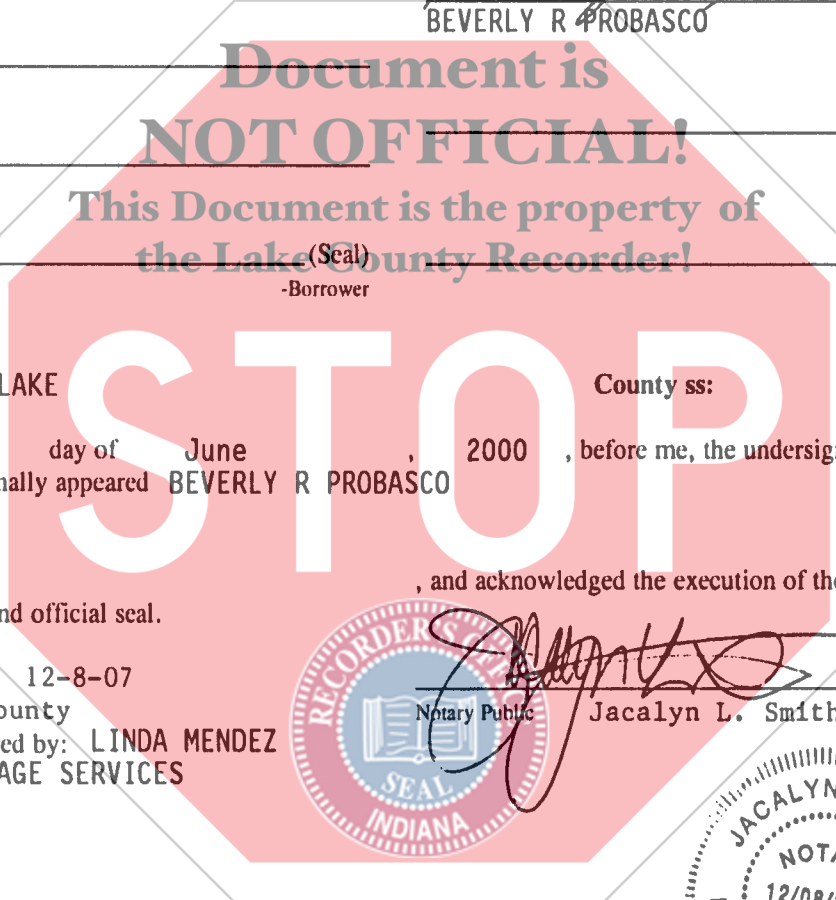 BEVERLY R PROBASCO
Document is
NOT OFFICIAL!
This Document is the property of
the Lake County Recorder!
(Seal)
-Borrower
STOP
LAKE County ss:
day of June , 2000 , before me, the undersig
nally appeared BEVERLY R PROBASCO
, and acknowledged the execution of the
nd official seal.
12-8-07
ounty
Notary Public Jacalyn L. Smith
ed by: LINDA MENDEZ
AGE SERVICES
RECORDER'S OFFIC
SEAL
INDIANA
JACALYN
NOTA
12/08/